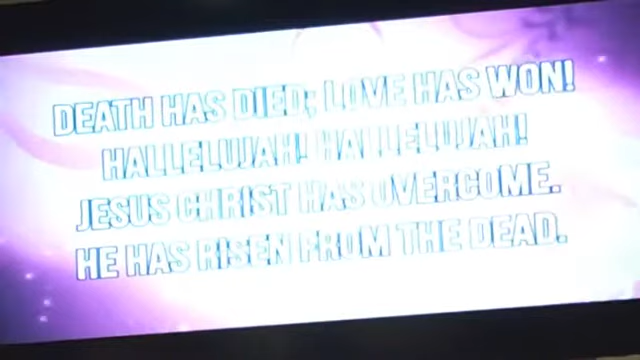 DEATH HAS DIED; LOVE HAS WON!
HALLELUJAH! HALLELUJAH!
JESUS CHRIST HAS OVERCOME.
HE HAS RISEN FROM THE DEAD.